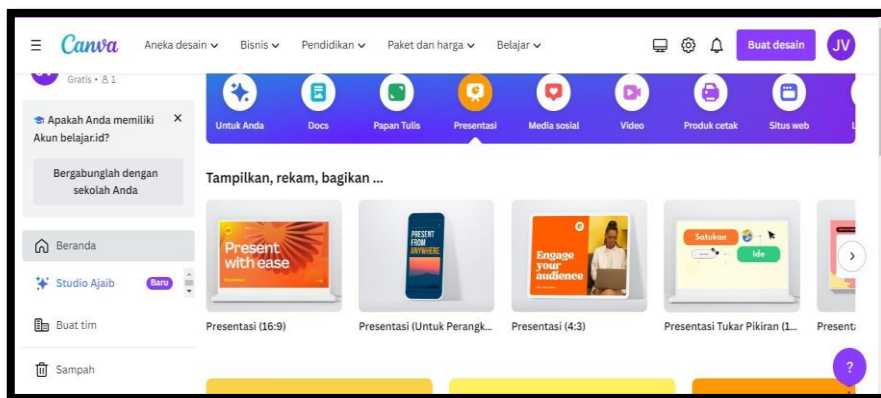 Canva
Aneka desain
Bisnis
Pendidikan
Paket dan harga
Belajar
Buat desain
JV
Gratis • 1
Apakah Anda memiliki
Akun belajar.id?
X
Bergabunglah dengan
sekolah Anda
Beranda
Studio Ajaib
Baru
Buat tim
Sampah
Untuk Anda
Docs
Papan Tulis
Presentasi
Media sosial
Video
Produk cetak
Situs web
Tampilkan, rekam, bagikan ...
Present
with ease
PRESENT
FROM
ANYWHERE
Engage
your
audience
Satukan
Ide
Presentasi (16:9)
Presentasi (Untuk Perangk...
Presentasi (4:3)
Presentasi Tukar Pikiran (1...
Presenta
?